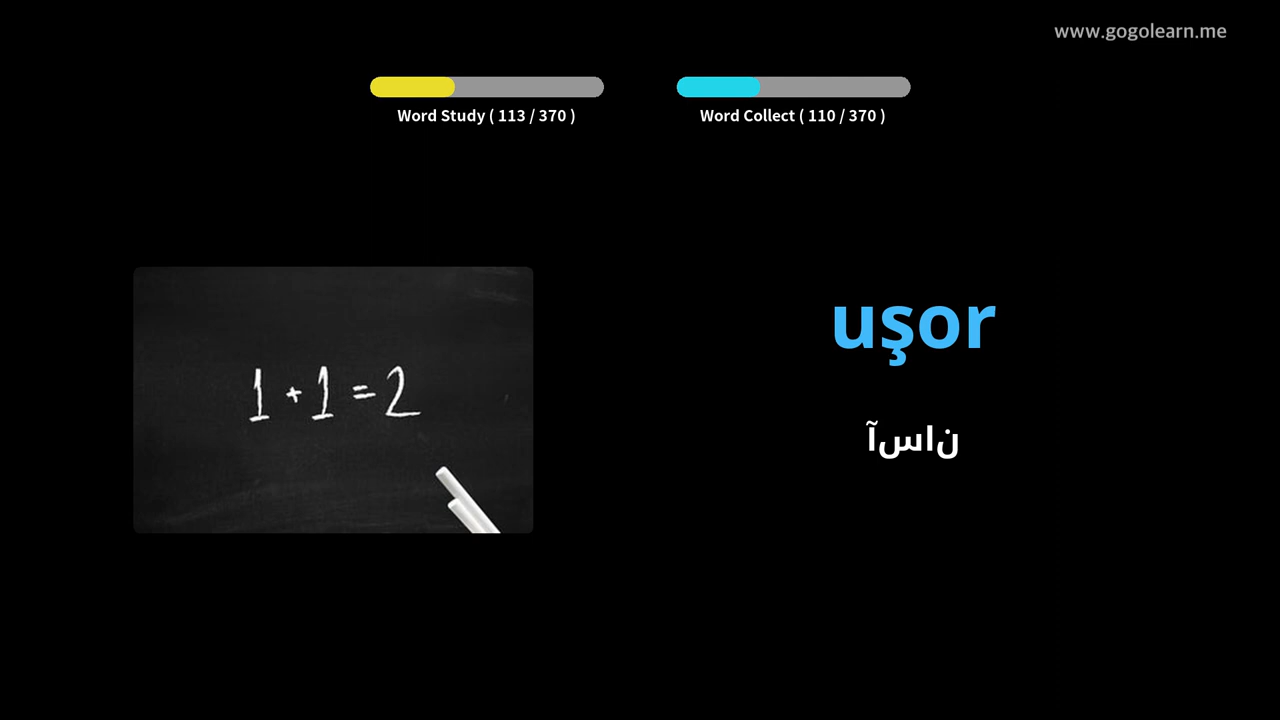 www.gogolearn.me
Word Study ( 113 / 370 )
Word Collect ( 110 / 370 )
1 + 1 = 2
uşor
آسان